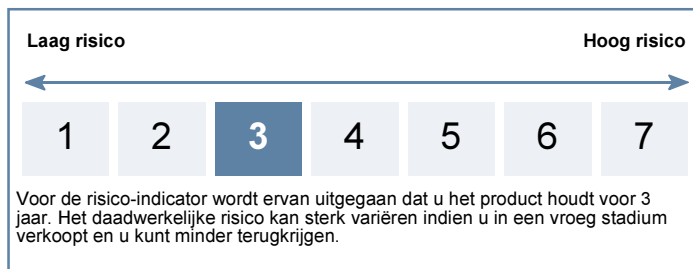 Laag risico Hoog risico
1 2 3 4 5 6 7
Voor de risico-indicator wordt ervan uitgegaan dat u het product houdt voor 3
jaar. Het daadwerkelijke risico kan sterk variëren indien u in een vroeg stadium
verkoopt en u kunt minder terugkrijgen.